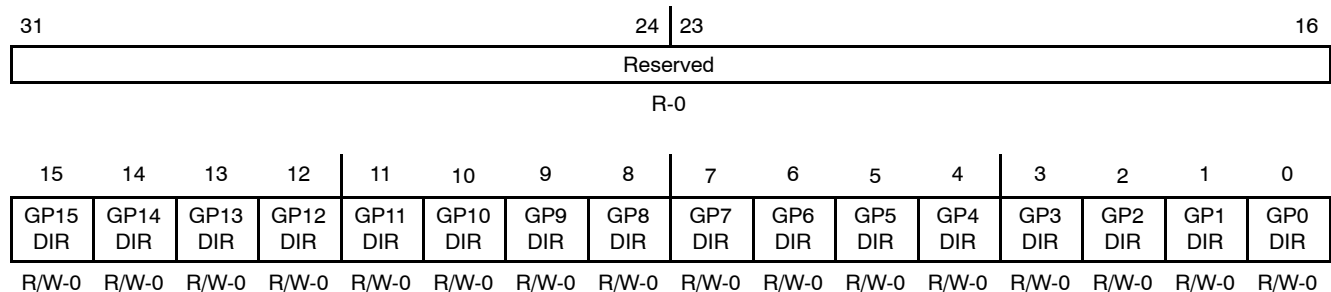 31 24 23 16
Reserved
R-0
15 14 13 12 11 10 9 8 7 6 5 4 3 2 1 0
GP15 GP14 GP13 GP12 GP11 GP10 GP9 GP8 GP7 GP6 GP5 GP4 GP3 GP2 GP1 GP0
DIR DIR DIR DIR DIR DIR DIR DIR DIR DIR DIR DIR DIR DIR DIR DIR
R/W-0 R/W-0 R/W-0 R/W-0 R/W-0 R/W-0 R/W-0 R/W-0 R/W-0 R/W-0 R/W-0 R/W-0 R/W-0 R/W-0 R/W-0 R/W-0